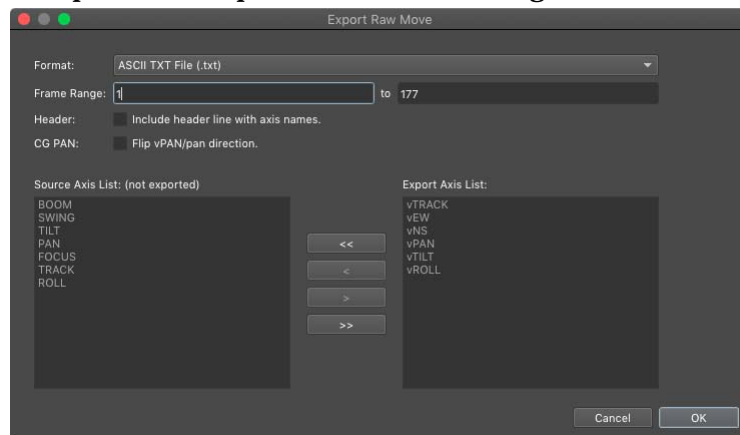 Export Raw Move
Format: ASCII TXT File (.txt)
Frame Range: 1 to 177
Header: Include header line with axis names.
CG PAN: Flip vPAN/pan direction.
Source Axis List: (not exported)
BOOM
SWING
TILT
PAN
FOCUS
TRACK
ROLL
<<
<
>
>>
Export Axis List:
vTRACK
vEW
vNS
vPAN
vTILT
vROLL
Cancel OK